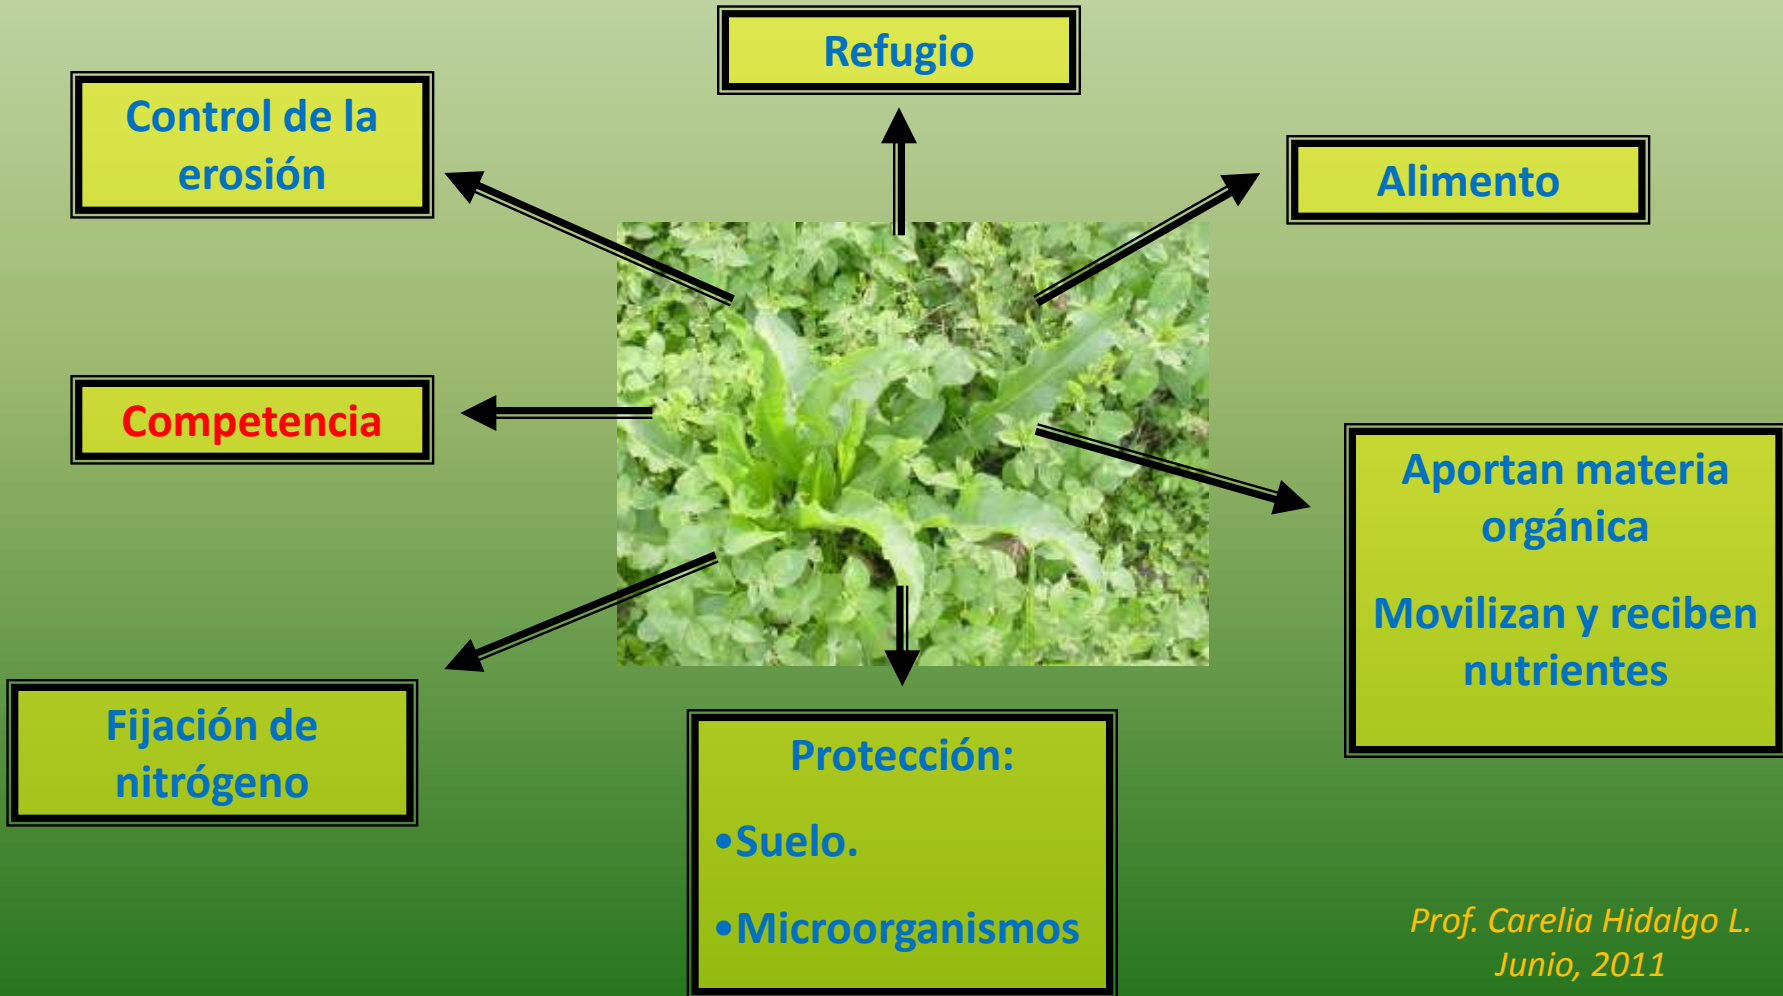 Refugio
Control de la
erosión
Alimento
Competencia
Aportan materia
orgánica
Movilizan y reciben
nutrientes
Fijación de
nitrógeno
Protección:
•Suelo.
•Microorganismos
Prof. Carelia Hidalgo L.
Junio, 2011